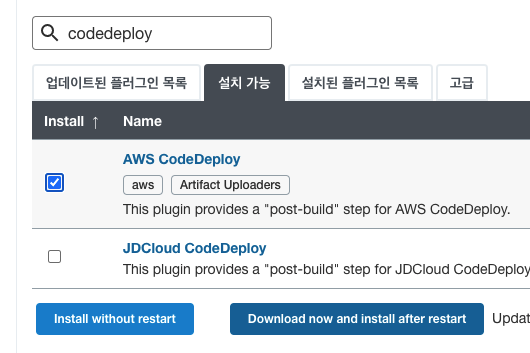 codedeploy
업데이트된 플러그인 목록 설치 가능 설치된 플러그인 목록 고급
Install ↑ Name
AWS CodeDeploy
aws Artifact Uploaders
This plugin provides a "post-build" step for AWS CodeDeploy.
JDCloud CodeDeploy
This plugin provides a "post-build" step for JDCloud CodeDeploy
Install without restart Download now and install after restart Updat